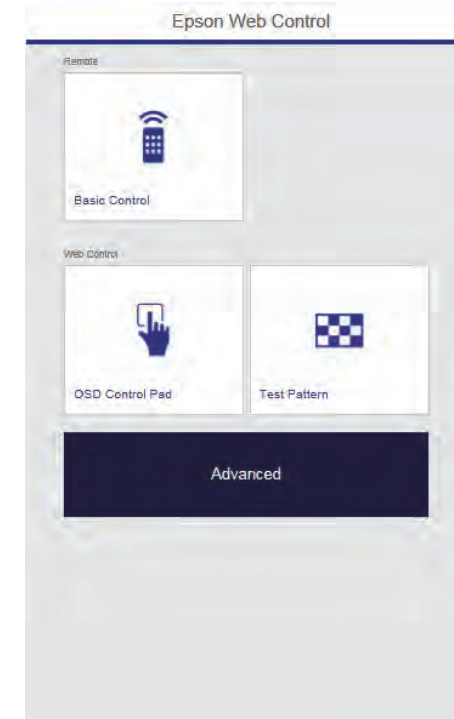 Epson Web Control
Remote
Basic Control
Web Control
OSD Control Pad
Test Pattern
Advanced